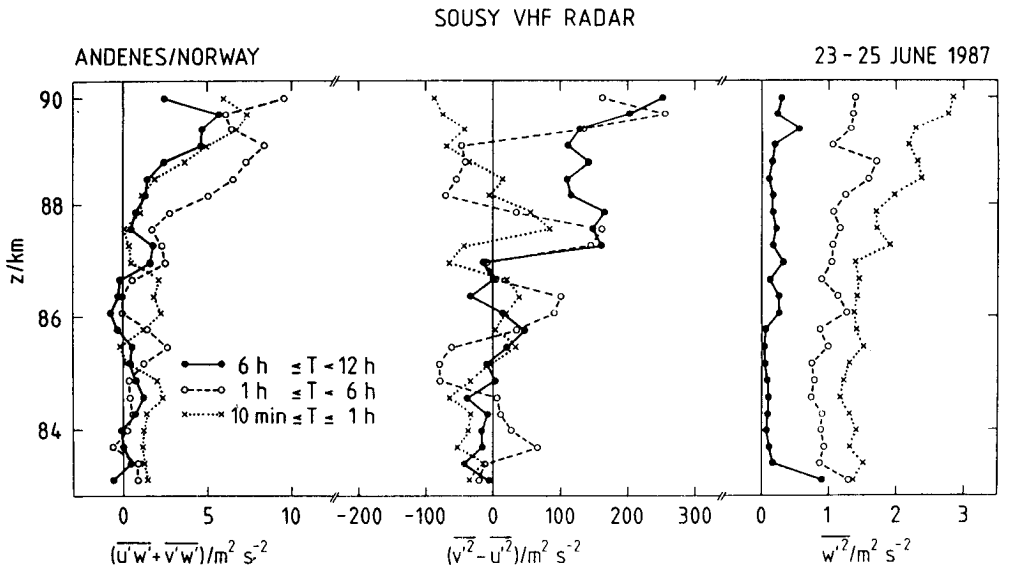 SOUSY VHF RADAR
ANDENES/NORWAY
23 - 25 JUNE 1987
z/km
90
88
86
84
6 h ≦ T < 12 h
1 h ≦ T < 6 h
10 min ≦ T ≦ 1 h
0 5 10 -200 -100 0 100 200 300 0 1 2 3
(u'w' + v'w')/m² s⁻²
(v'² - u'²)/m² s⁻²
w'²/m² s⁻²